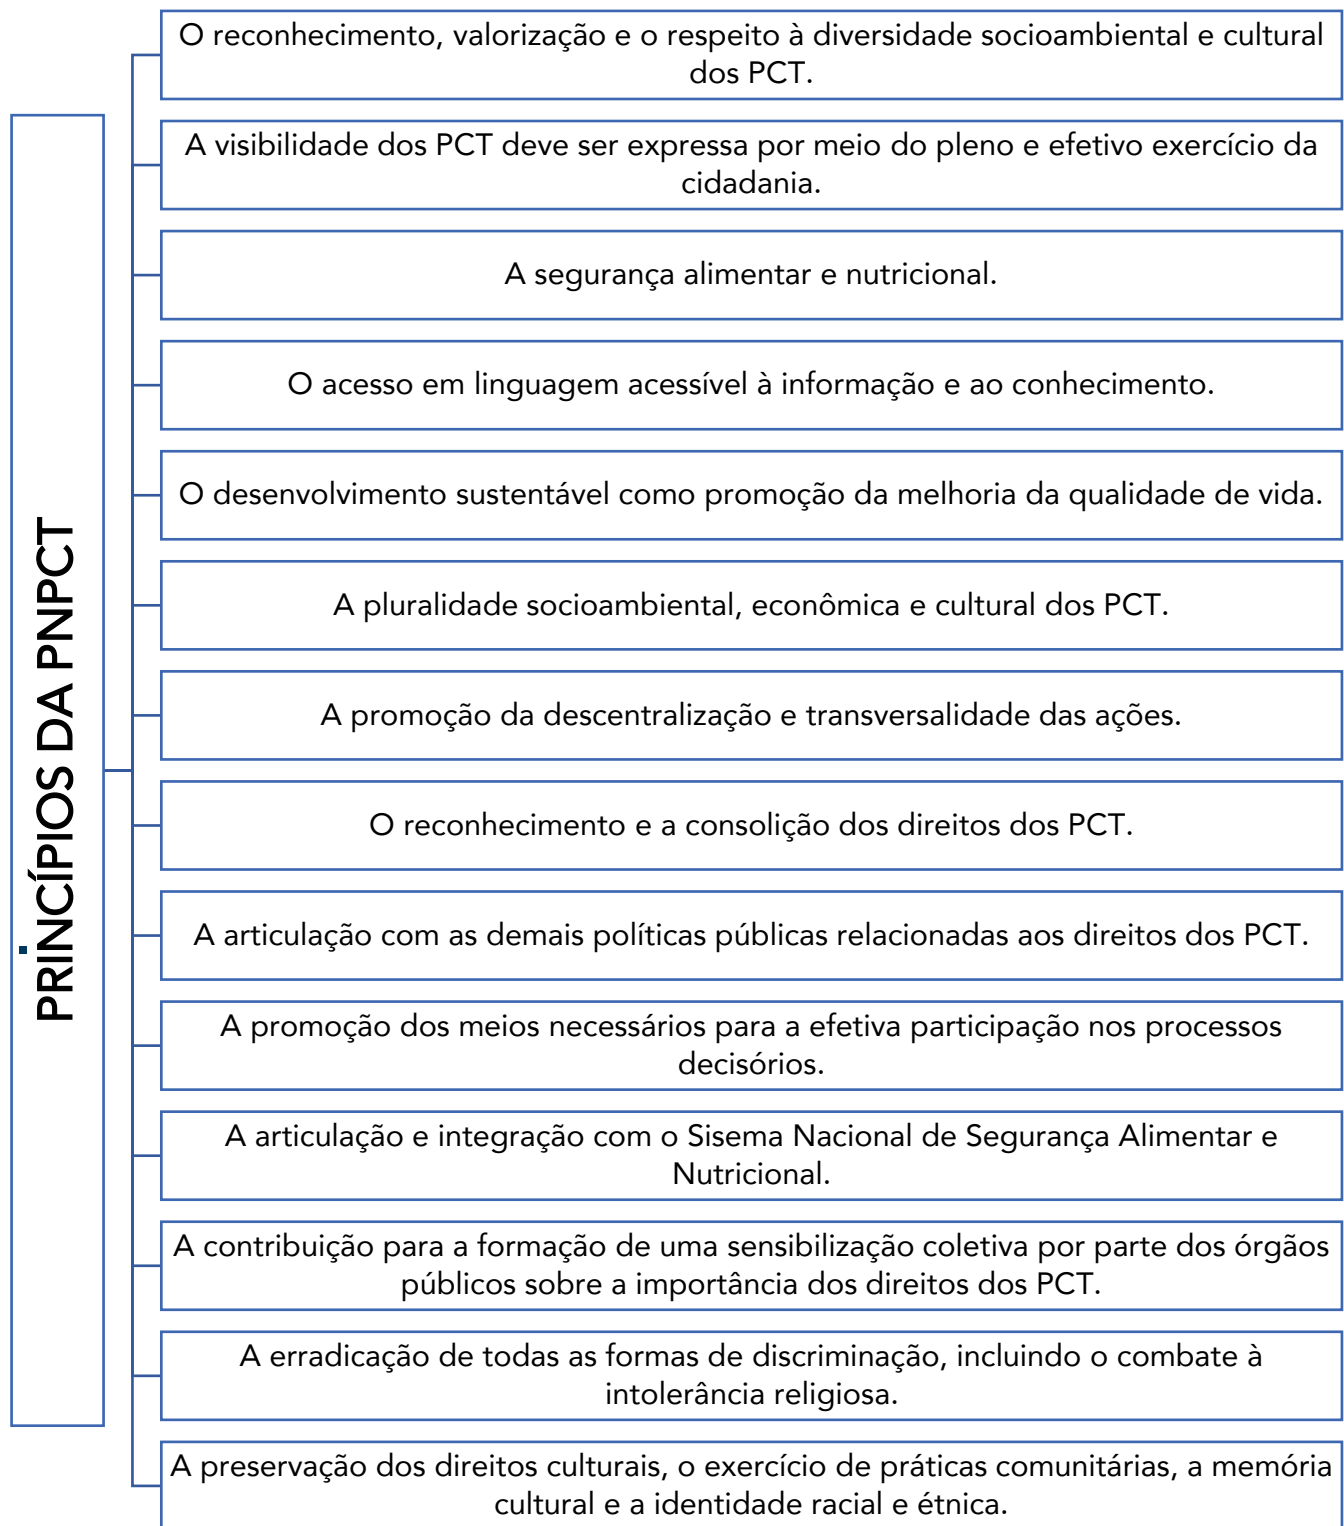 PRINCÍPIOS DA PNPCT
O reconhecimento, valorização e o respeito à diversidade socioambiental e cultural
dos PCT.
A visibilidade dos PCT deve ser expressa por meio do pleno e efetivo exercício da
cidadania.
A segurança alimentar e nutricional.
O acesso em linguagem acessível à informação e ao conhecimento.
O desenvolvimento sustentável como promoção da melhoria da qualidade de vida.
A pluralidade socioambiental, econômica e cultural dos PCT.
A promoção da descentralização e transversalidade das ações.
O reconhecimento e a consolição dos direitos dos PCT.
A articulação com as demais políticas públicas relacionadas aos direitos dos PCT.
A promoção dos meios necessários para a efetiva participação nos processos
decisórios.
A articulação e integração com o Sisema Nacional de Segurança Alimentar e
Nutricional.
A contribuição para a formação de uma sensibilização coletiva por parte dos órgãos
públicos sobre a importância dos direitos dos PCT.
A erradicação de todas as formas de discriminação, incluindo o combate à
intolerância religiosa.
A preservação dos direitos culturais, o exercício de práticas comunitárias, a memória
cultural e a identidade racial e étnica.